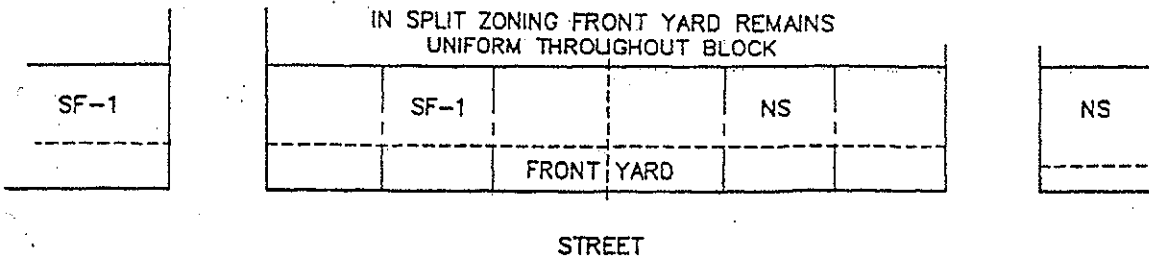 IN SPLIT ZONING FRONT YARD REMAINS
UNIFORM THROUGHOUT BLOCK
SF-1
SF-1
NS
NS
FRONT YARD
STREET